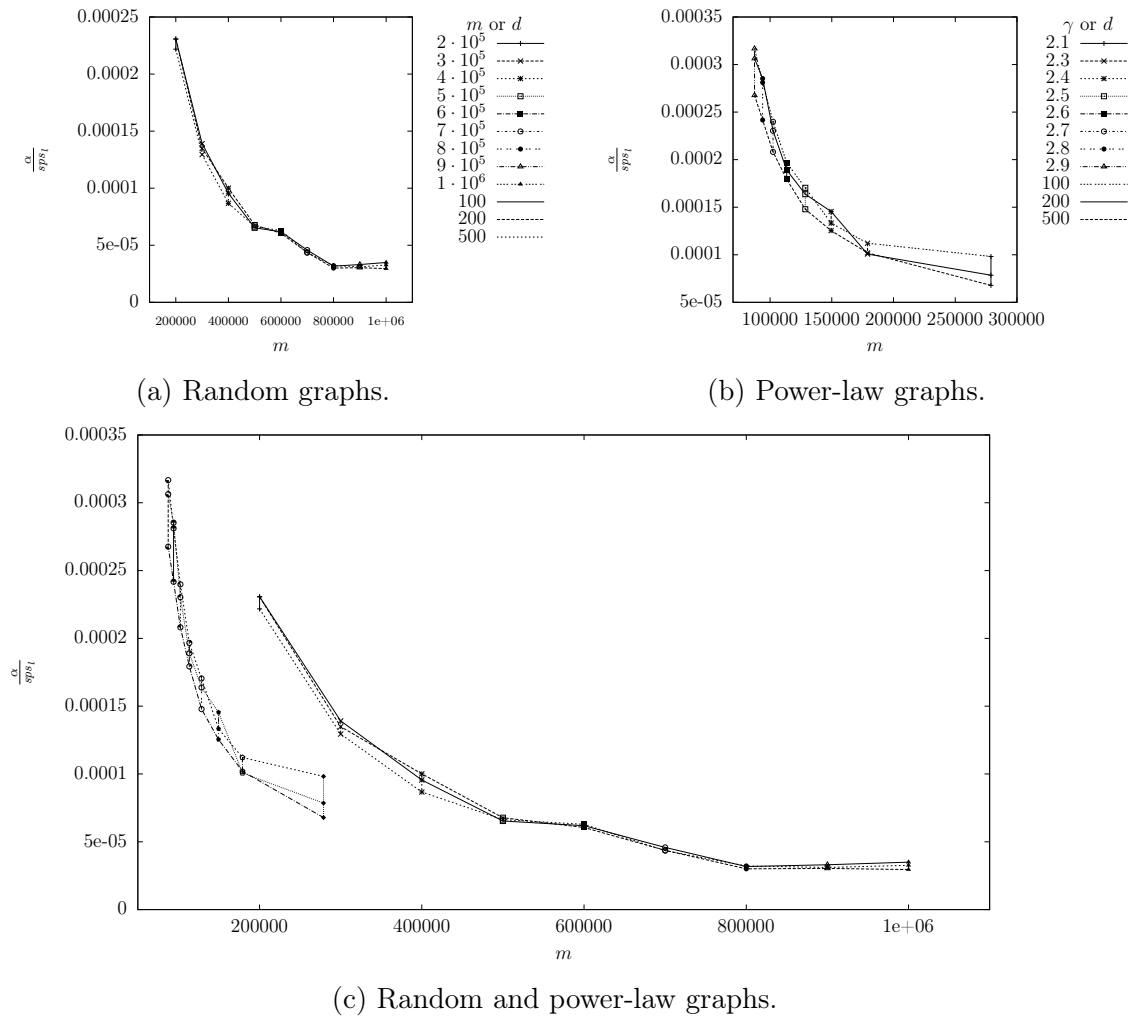 0.00025
0.0002
0.00015
0.0001
5e-05
0
α
sps_l
200000 400000 600000 800000 1e+06
m
m or d
2 · 10^5
3 · 10^5
4 · 10^5
5 · 10^5
6 · 10^5
7 · 10^5
8 · 10^5
9 · 10^5
1 · 10^6
100
200
500
(a) Random graphs.
0.00035
0.0003
0.00025
0.0002
0.00015
0.0001
5e-05
α
sps_l
100000 150000 200000 250000 300000
m
γ or d
2.1
2.3
2.4
2.5
2.6
2.7
2.8
2.9
100
200
500
(b) Power-law graphs.
0.00035
0.0003
0.00025
0.0002
0.00015
0.0001
5e-05
0
α
sps_l
200000 400000 600000 800000 1e+06
m
(c) Random and power-law graphs.